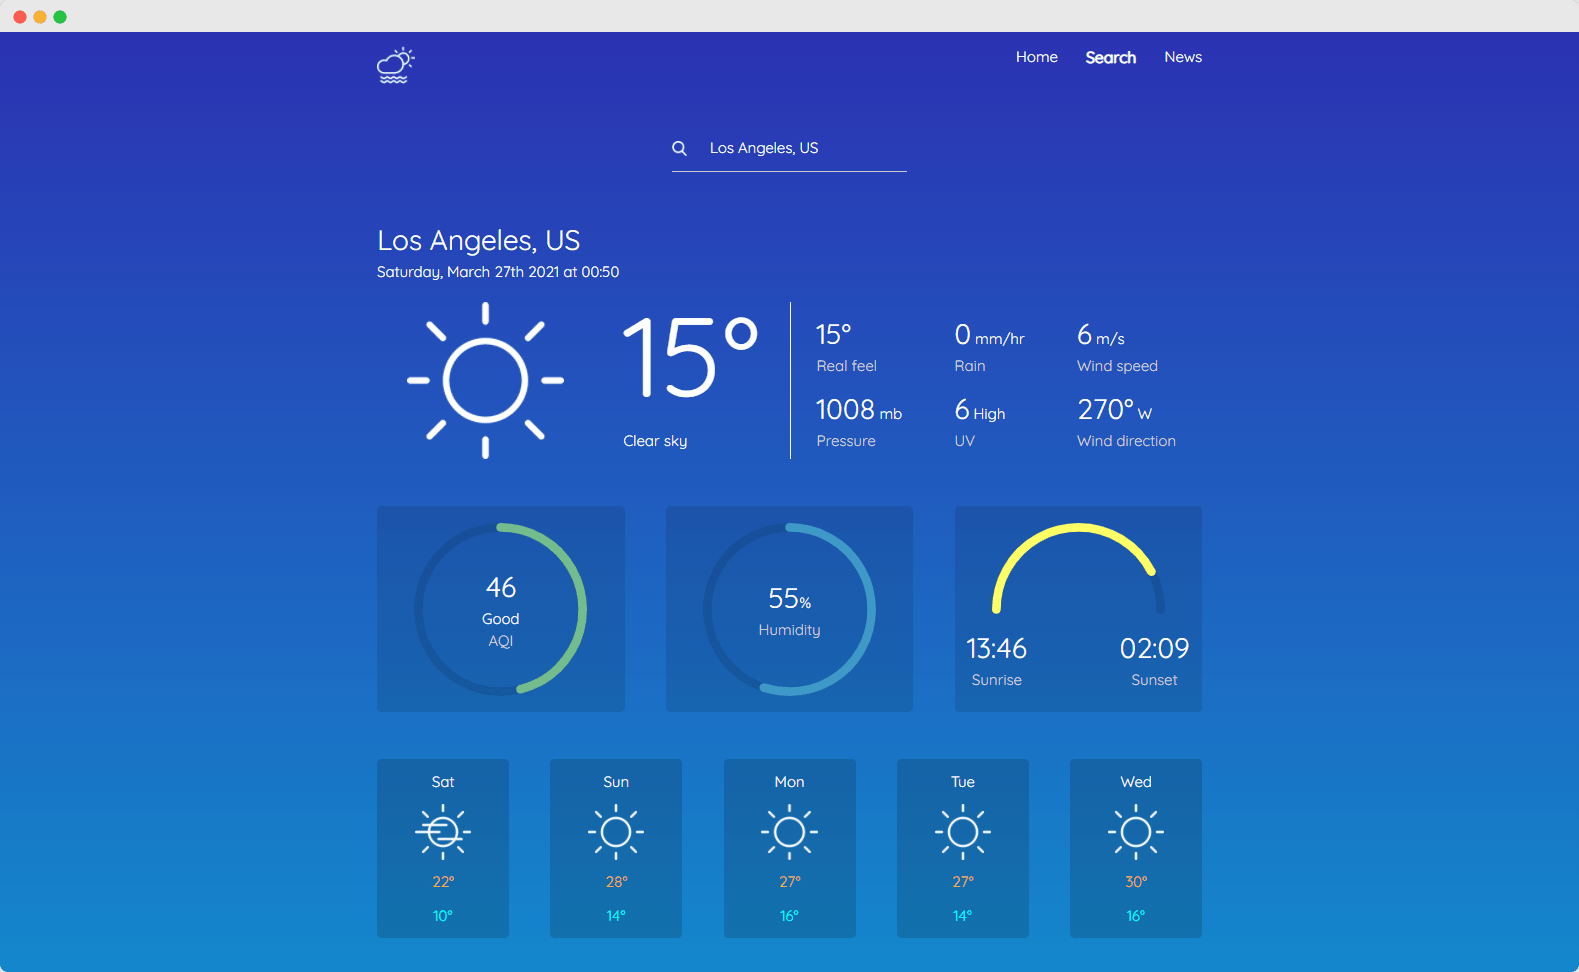 Home Search News
Los Angeles, US
Los Angeles, US
Saturday, March 27th 2021 at 00:50
15°
Clear sky
15° 0 mm/hr 6 m/s
Real feel Rain Wind speed
1008 mb 6 High 270° W
Pressure UV Wind direction
46
Good
AQI
55%
Humidity
13:46 02:09
Sunrise Sunset
Sat Sun Mon Tue Wed
22° 28° 27° 27° 30°
10° 14° 16° 14° 16°